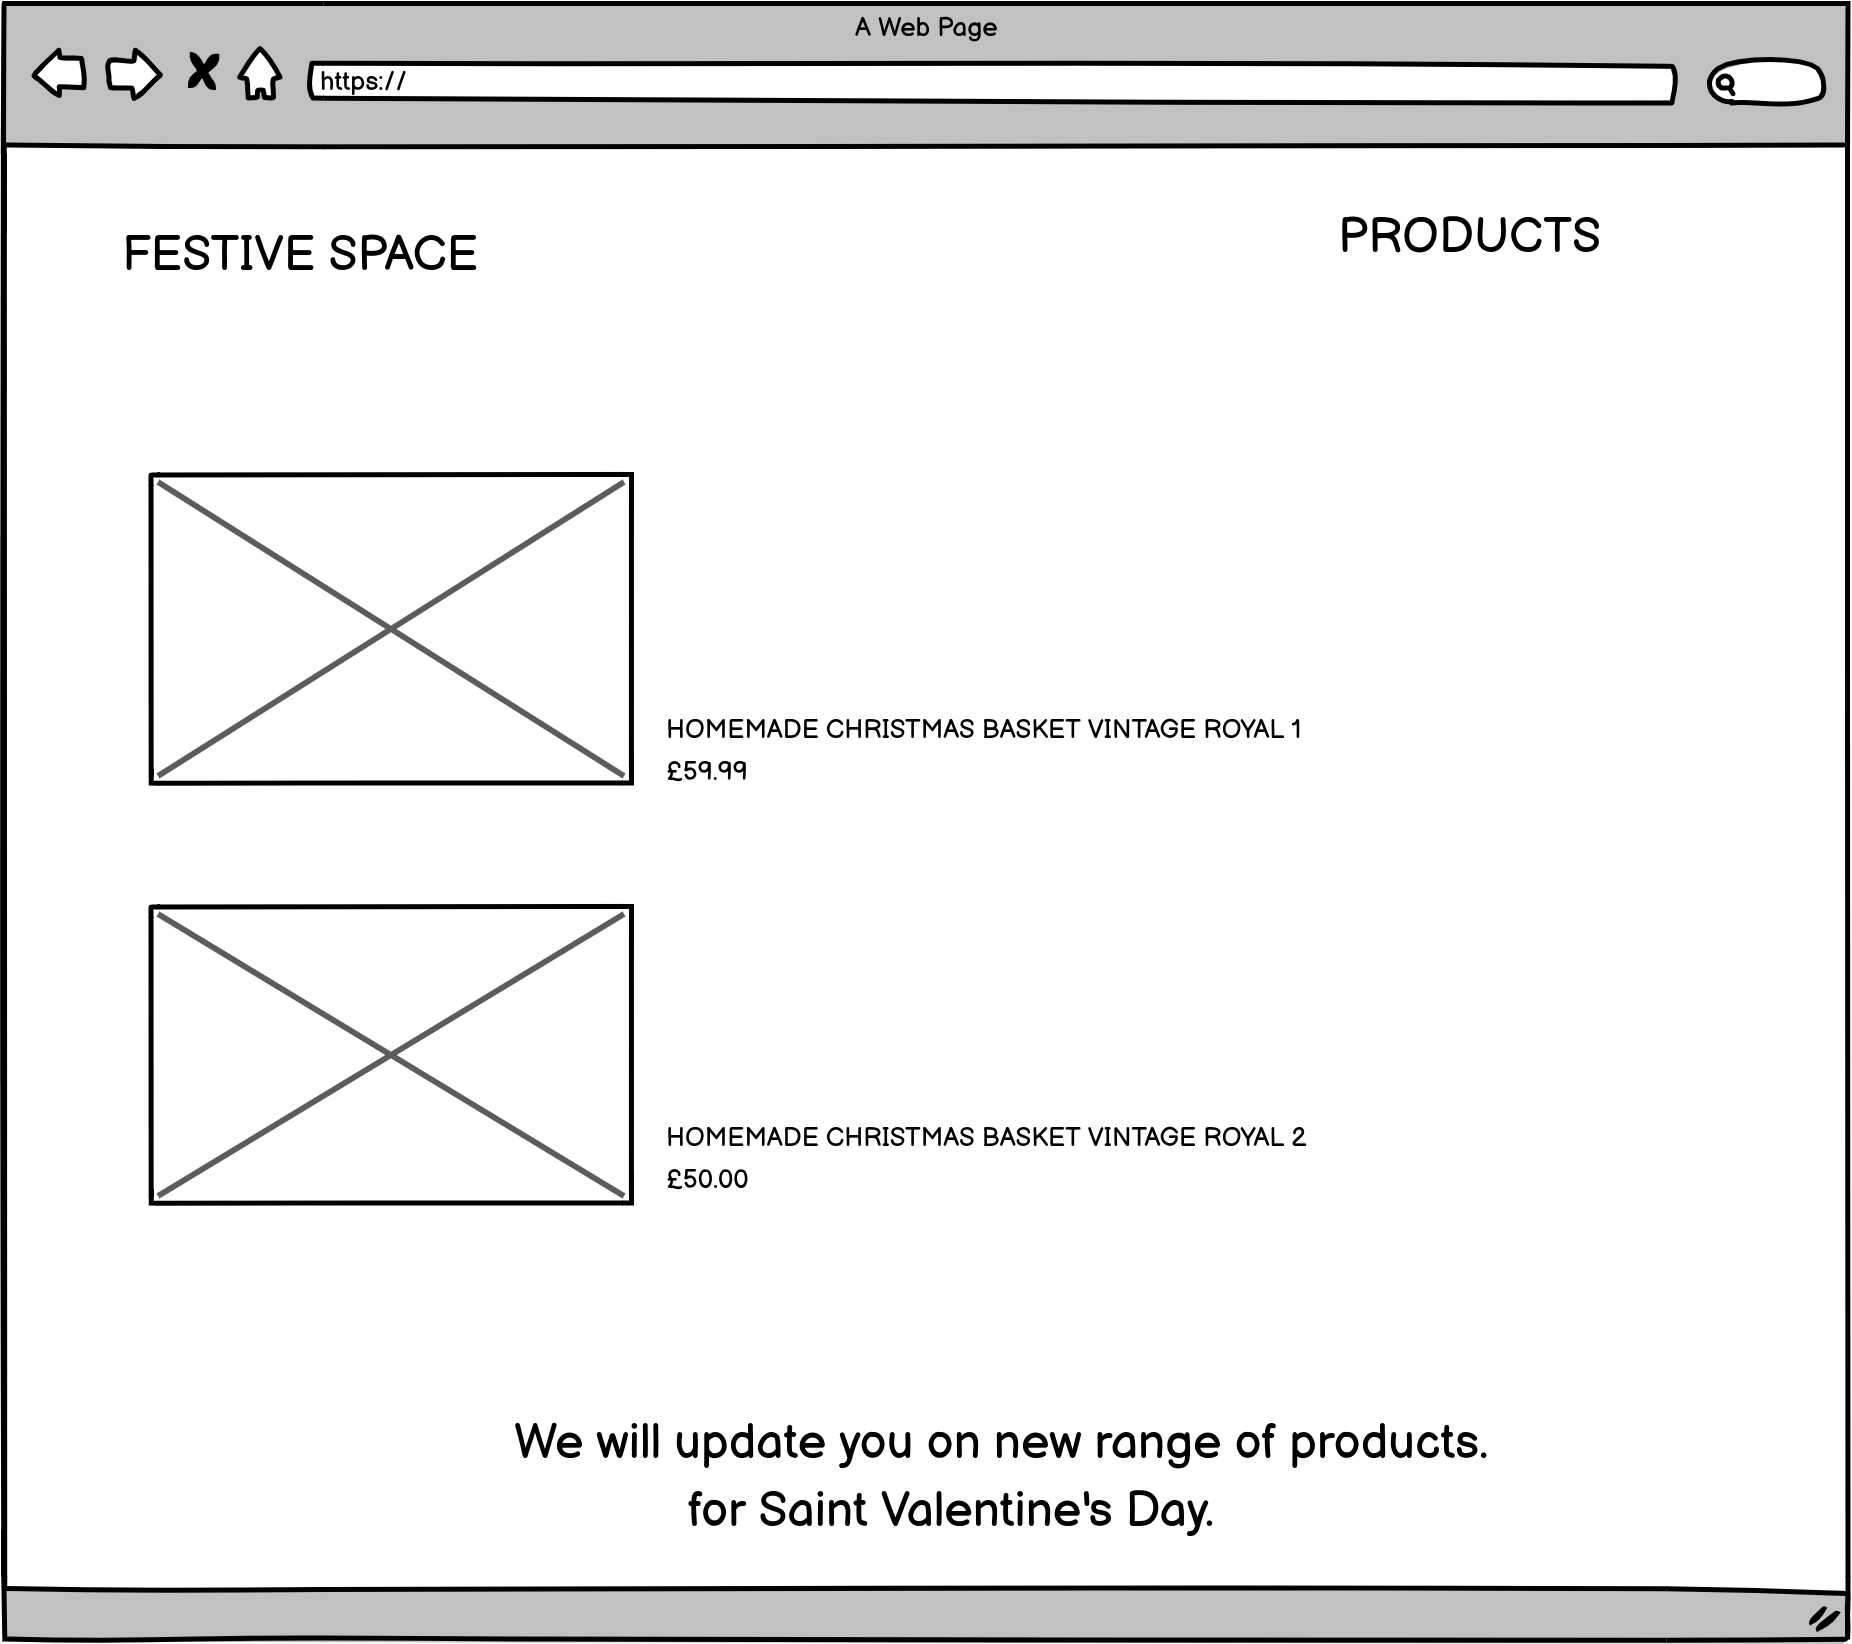 A Web Page
https://
FESTIVE SPACE
PRODUCTS
HOMEMADE CHRISTMAS BASKET VINTAGE ROYAL 1
£59.99
HOMEMADE CHRISTMAS BASKET VINTAGE ROYAL 2
£50.00
We will update you on new range of products.
for Saint Valentine's Day.